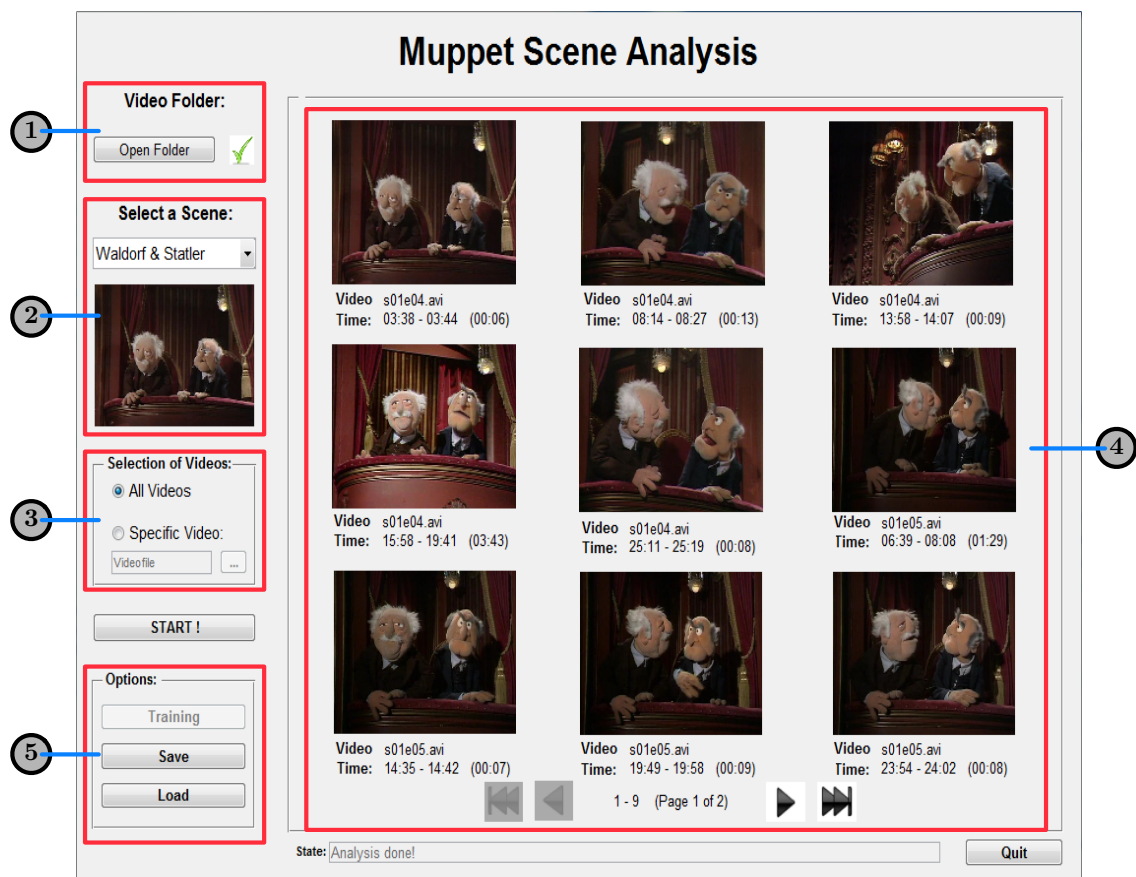 Muppet Scene Analysis
1
Video Folder:
Open Folder
2
Select a Scene:
Waldorf & Statler
3
Selection of Videos:
All Videos
Specific Video:
Videofile
...
START !
5
Options:
Training
Save
Load
4
Video s01e04.avi
Time: 03:38 - 03:44 (00:06)
Video s01e04.avi
Time: 08:14 - 08:27 (00:13)
Video s01e04.avi
Time: 13:58 - 14:07 (00:09)
Video s01e04.avi
Time: 15:58 - 19:41 (03:43)
Video s01e04.avi
Time: 25:11 - 25:19 (00:08)
Video s01e05.avi
Time: 06:39 - 08:08 (01:29)
Video s01e05.avi
Time: 14:35 - 14:42 (00:07)
Video s01e05.avi
Time: 19:49 - 19:58 (00:09)
Video s01e05.avi
Time: 23:54 - 24:02 (00:08)
1 - 9 (Page 1 of 2)
State: Analysis done!
Quit